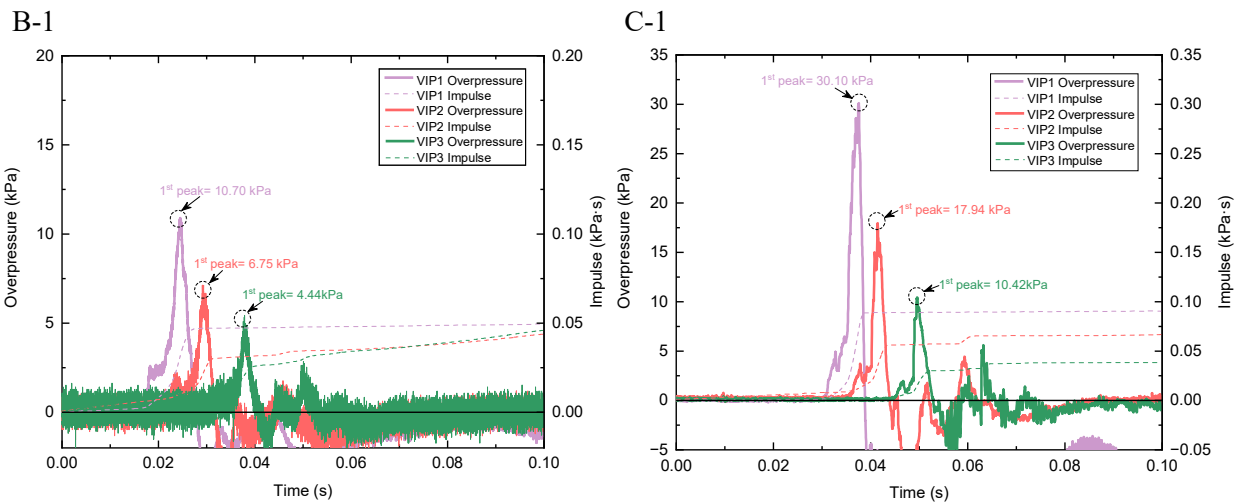 B-1
20
15
10
5
0
0.20
0.15
0.10
0.05
0.00
0.00
0.02
0.04
0.06
0.08
0.10
Overpressure (kPa)
Impulse (kPa·s)
Time (s)
VIP1 Overpressure
VIP1 Impulse
VIP2 Overpressure
VIP2 Impulse
VIP3 Overpressure
VIP3 Impulse
1st peak= 10.70 kPa
1st peak= 6.75 kPa
1st peak= 4.44kPa
C-1
35
30
25
20
15
10
5
0
−5
0.35
0.30
0.25
0.20
0.15
0.10
0.05
0.00
−0.05
0.00
0.02
0.04
0.06
0.08
0.10
Overpressure (kPa)
Impulse (kPa·s)
Time (s)
VIP1 Overpressure
VIP1 Impulse
VIP2 Overpressure
VIP2 Impulse
VIP3 Overpressure
VIP3 Impulse
1st peak= 30.10 kPa
1st peak= 17.94 kPa
1st peak= 10.42kPa